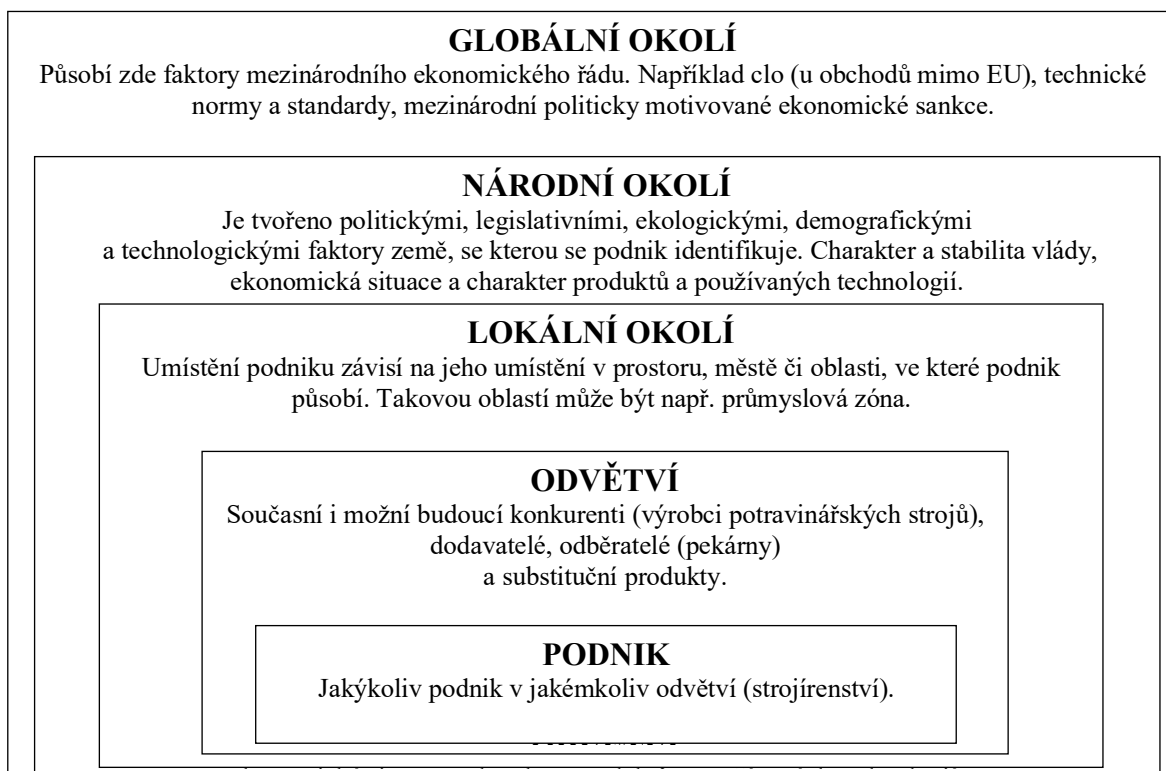 GLOBÁLNÍ OKOLÍ
Působí zde faktory mezinárodního ekonomického řádu. Například clo (u obchodů mimo EU), technické
normy a standardy, mezinárodní politicky motivované ekonomické sankce.
NÁRODNÍ OKOLÍ
Je tvořeno politickými, legislativními, ekologickými, demografickými
a technologickými faktory země, se kterou se podnik identifikuje. Charakter a stabilita vlády,
ekonomická situace a charakter produktů a používaných technologií.
LOKÁLNÍ OKOLÍ
Umístění podniku závisí na jeho umístění v prostoru, městě či oblasti, ve které podnik
působí. Takovou oblastí může být např. průmyslová zóna.
ODVĚTVÍ
Současní i možní budoucí konkurenti (výrobci potravinářských strojů),
dodavatelé, odběratelé (pekárny)
a substituční produkty.
PODNIK
Jakýkoliv podnik v jakémkoliv odvětví (strojírenství).